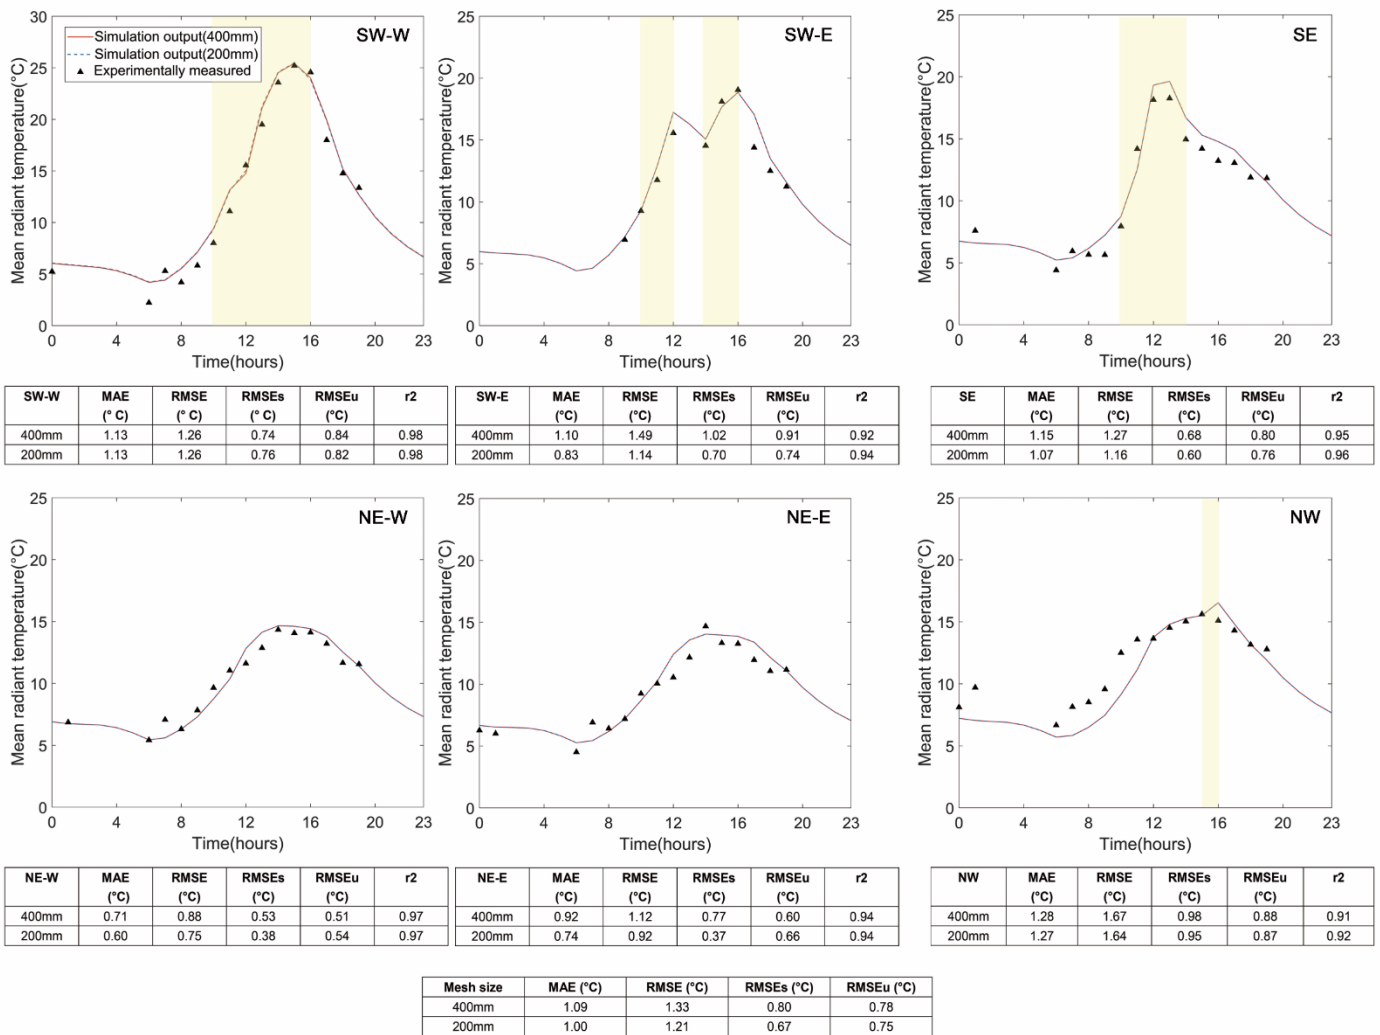 SW-W
Simulation output(400mm)
Simulation output(200mm)
Experimentally measured
Mean radiant temperature(°C)
30
25
20
15
10
5
0
0 4 8 12 16 20 23
Time(hours)
SW-E
Mean radiant temperature(°C)
25
20
15
10
5
0
0 4 8 12 16 20 23
Time(hours)
SE
Mean radiant temperature(°C)
25
20
15
10
5
0
0 4 8 12 16 20 23
Time(hours)
SW-W MAE (° C) RMSE (° C) RMSEs (° C) RMSEu (° C) r2
400mm 1.13 1.26 0.74 0.84 0.98
200mm 1.13 1.26 0.76 0.82 0.98
SW-E MAE (°C) RMSE (°C) RMSEs (°C) RMSEu (°C) r2
400mm 1.10 1.49 1.02 0.91 0.92
200mm 0.83 1.14 0.70 0.74 0.94
SE MAE (°C) RMSE (°C) RMSEs (°C) RMSEu (°C) r2
400mm 1.15 1.27 0.68 0.80 0.95
200mm 1.07 1.16 0.60 0.76 0.96
NE-W
Mean radiant temperature(°C)
25
20
15
10
5
0
0 4 8 12 16 20 23
Time(hours)
NE-E
Mean radiant temperature(°C)
25
20
15
10
5
0
0 4 8 12 16 20 23
Time(hours)
NW
Mean radiant temperature(°C)
25
20
15
10
5
0
0 4 8 12 16 20 23
Time(hours)
NE-W MAE (°C) RMSE (°C) RMSEs (°C) RMSEu (°C) r2
400mm 0.71 0.88 0.53 0.51 0.97
200mm 0.60 0.75 0.38 0.54 0.97
NE-E MAE (°C) RMSE (°C) RMSEs (°C) RMSEu (°C) r2
400mm 0.92 1.12 0.77 0.60 0.94
200mm 0.74 0.92 0.37 0.66 0.94
NW MAE (°C) RMSE (°C) RMSEs (°C) RMSEu (°C) r2
400mm 1.28 1.67 0.98 0.88 0.91
200mm 1.27 1.64 0.95 0.87 0.92
Mesh size MAE (°C) RMSE (°C) RMSEs (°C) RMSEu (°C)
400mm 1.09 1.33 0.80 0.78
200mm 1.00 1.21 0.67 0.75